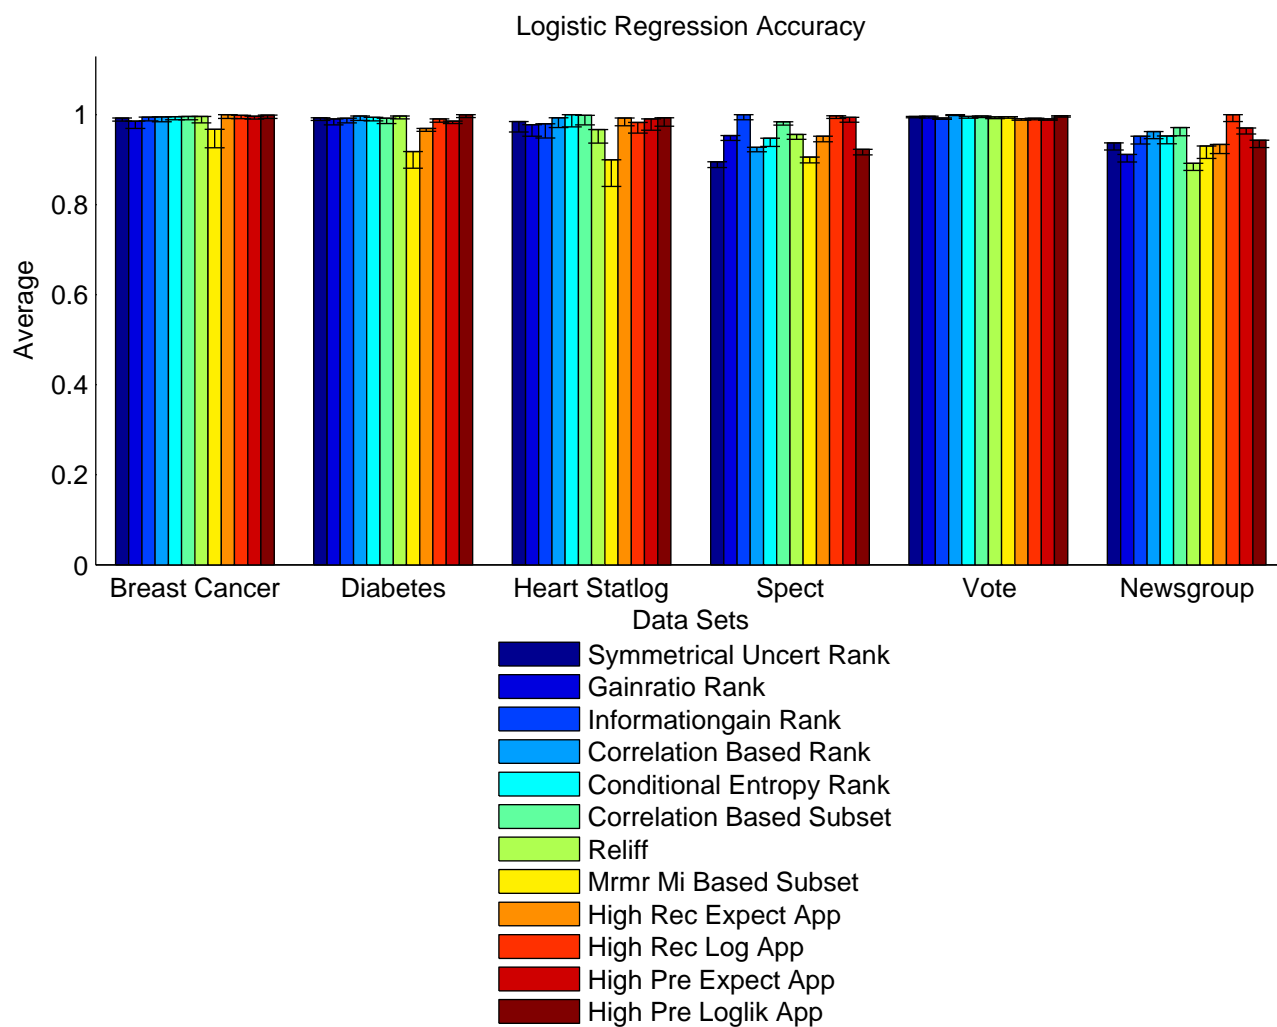 Logistic Regression Accuracy
1
0.8
0.6
0.4
0.2
0
Average
Breast Cancer Diabetes Heart Statlog Spect Vote Newsgroup
Data Sets
Symmetrical Uncert Rank
Gainratio Rank
Informationgain Rank
Correlation Based Rank
Conditional Entropy Rank
Correlation Based Subset
Reliff
Mrmr Mi Based Subset
High Rec Expect App
High Rec Log App
High Pre Expect App
High Pre Loglik App